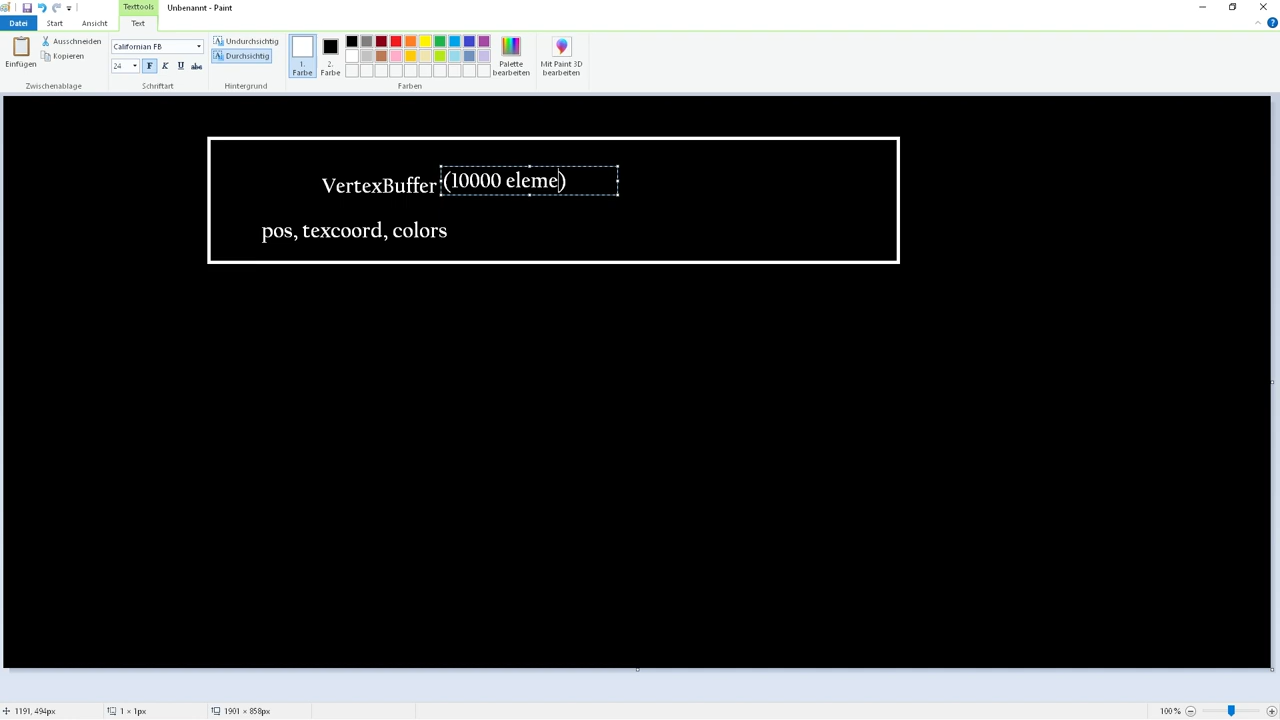 Texttools
Unbenannt - Paint
Datei
Start
Ansicht
Text
Einfügen
Ausschneiden
Kopieren
Zwischenablage
Californian FB
24
F K U abc
Schriftart
Undurchsichtig
Durchsichtig
Hintergrund
1. Farbe
2. Farbe
Farben
Palette bearbeiten
Mit Paint 3D bearbeiten
VertexBuffer (10000 eleme)
pos, texcoord, colors
1191, 494px
1 × 1px
1901 × 858px
100 %